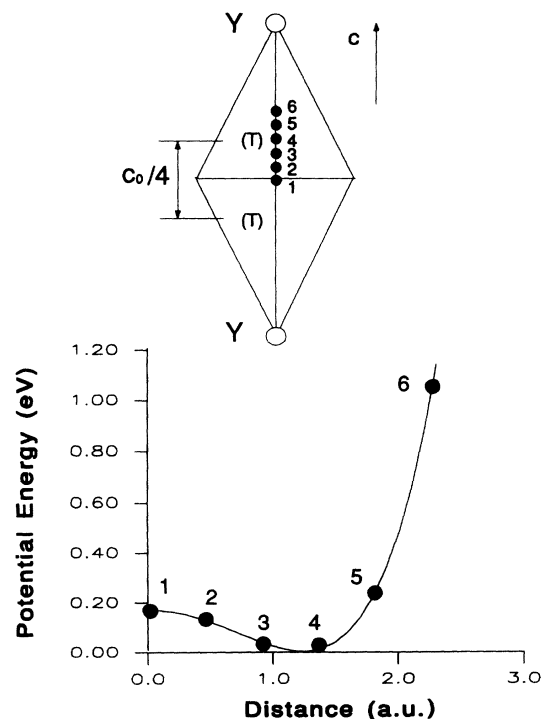 Y
c
6
5
(T) 4
3
2
1
C₀/4
(T)
Y
Potential Energy (eV)
1.20
1.00
0.80
0.60
0.40
0.20
0.00
1
2
3
4
5
6
0.0 1.0 2.0 3.0
Distance (a.u.)